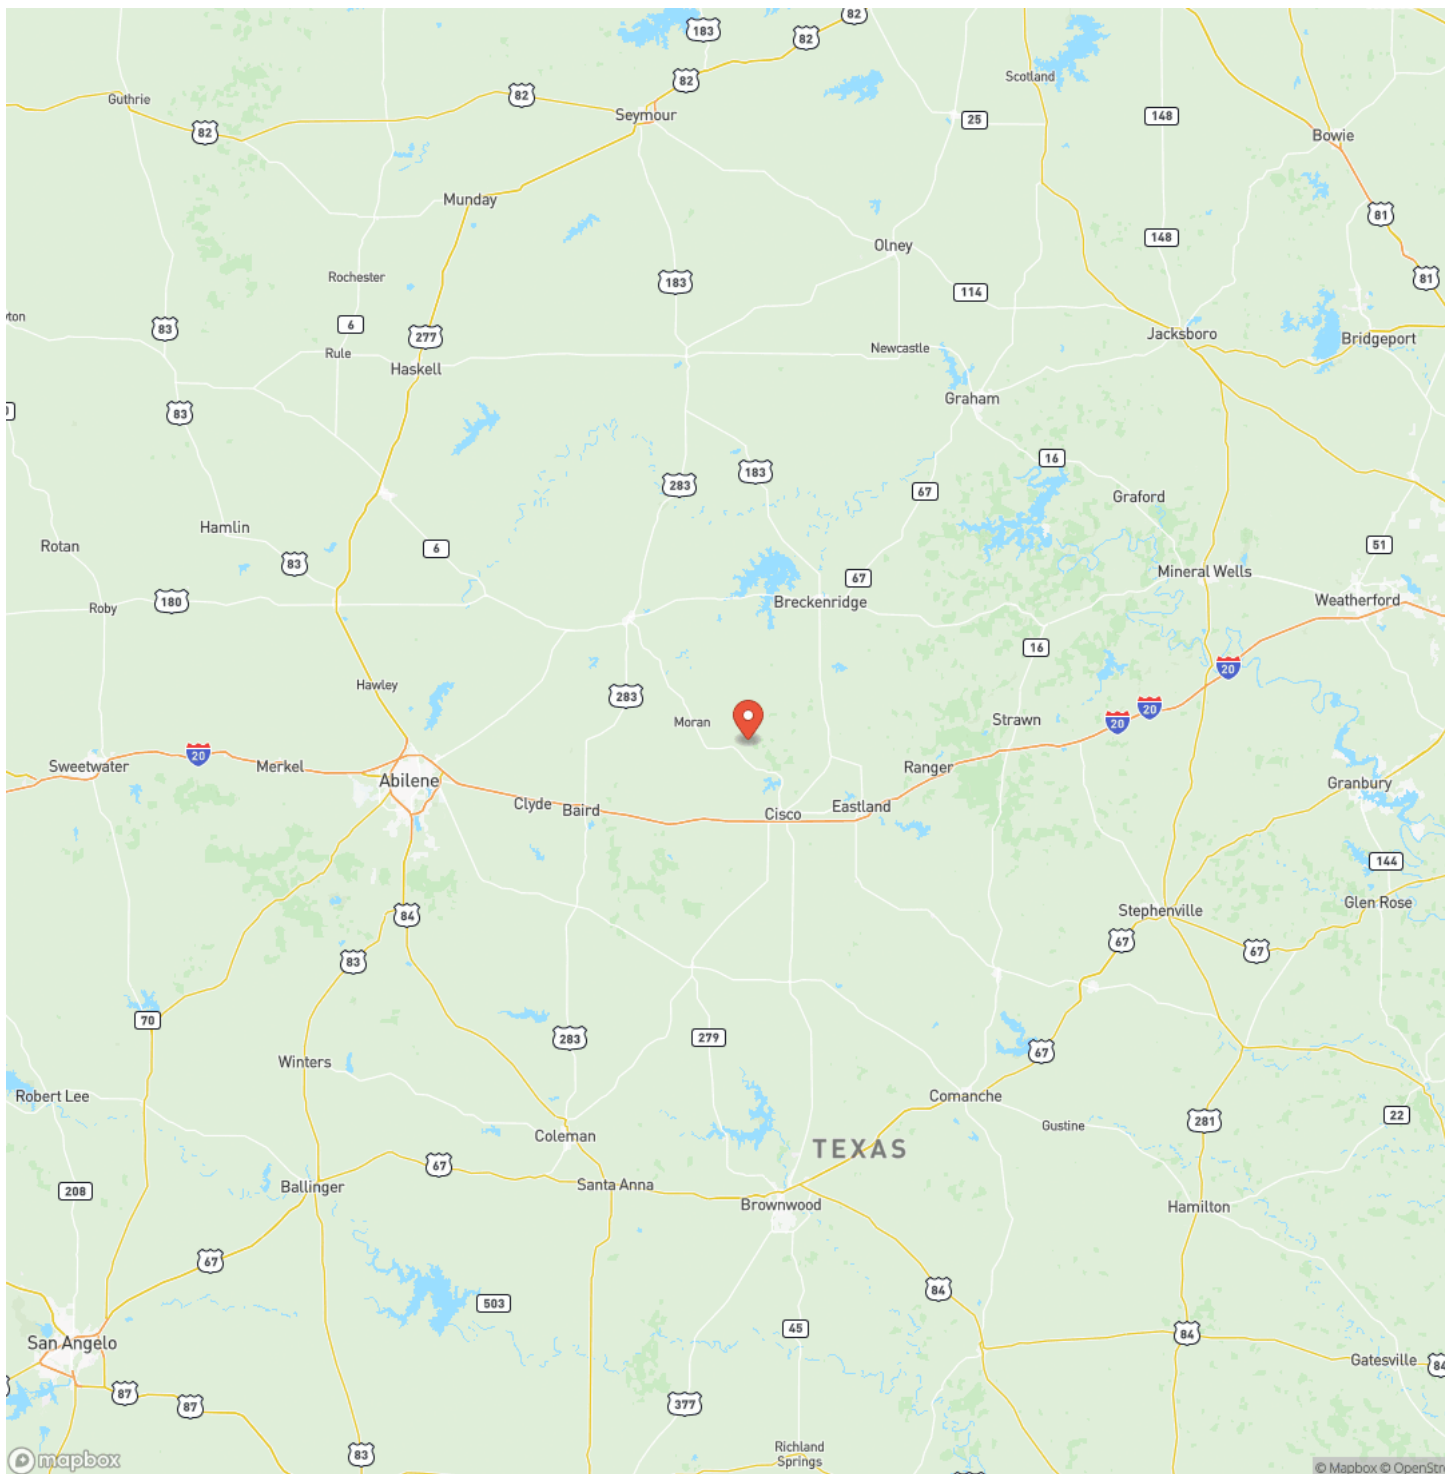 82
183
82
82
Scotland
Guthrie
82
Seymour
25
148
82
Bowie
Munday
81
148
Olney
Rochester
183
114
81
83
6
277
yton
Newcastle
Jacksboro
Bridgeport
Rule
Haskell
83
Graham
16
183
283
67
Graford
Hamlin
Rotan
6
51
83
67
Mineral Wells
180
Roby
Breckenridge
Weatherford
16
20
Hawley
283
Moran
20
20
Strawn
20
Sweetwater
Merkel
Abilene
Ranger
Granbury
Clyde
Baird
Cisco
Eastland
144
84
Stephenville
Glen Rose
67
67
83
70
283
279
67
Winters
Robert Lee
Comanche
22
Gustine
281
Coleman
TEXAS
67
208
Ballinger
Santa Anna
Brownwood
Hamilton
67
84
503
45
84
San Angelo
Gatesville
84
87
87
377
83
Richland
Springs
mapbox
© Mapbox © OpenStre